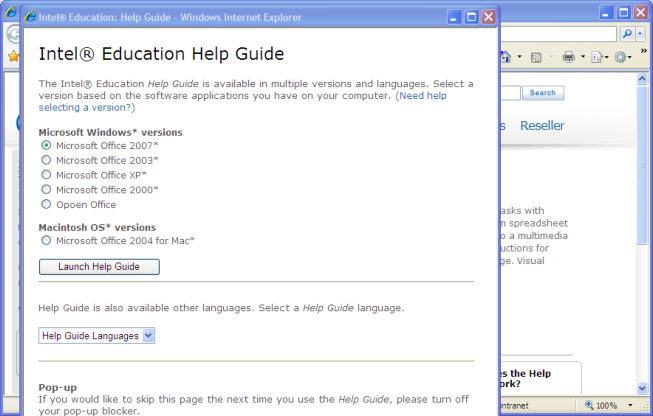 Intel® Education: Help Guide - Windows Internet Explorer
Intel® Education Help Guide
The Intel® Education Help Guide is available in multiple versions and languages. Select a
version based on the software applications you have on your computer. (Need help
selecting a version?)
Microsoft Windows* versions
Microsoft Office 2007*
Microsoft Office 2003*
Microsoft Office XP*
Microsoft Office 2000*
Opoen Office
Macintosh OS* versions
Microsoft Office 2004 for Mac*
Launch Help Guide
Help Guide is also available other languages. Select a Help Guide language.
Help Guide Languages
Pop-up
If you would like to skip this page the next time you use the Help Guide, please turn off
your pop-up blocker.
Search
s Reseller
asks with
n spreadsheet
o a multimedia
uctions for
ge. Visual
es the Help
ork?
ntranet
100%